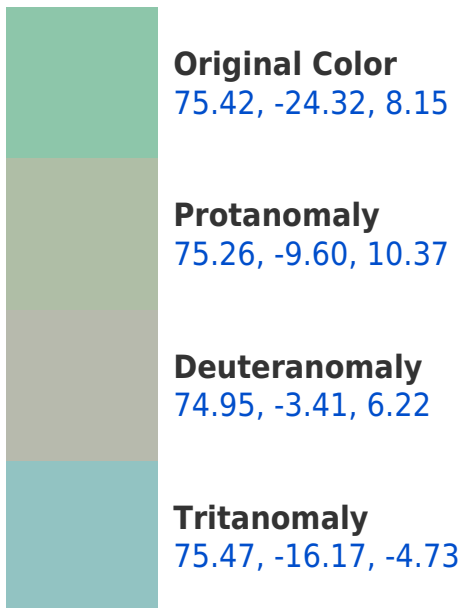 Original Color
75.42, -24.32, 8.15
Protanomaly
75.26, -9.60, 10.37
Deuteranomaly
74.95, -3.41, 6.22
Tritanomaly
75.47, -16.17, -4.73